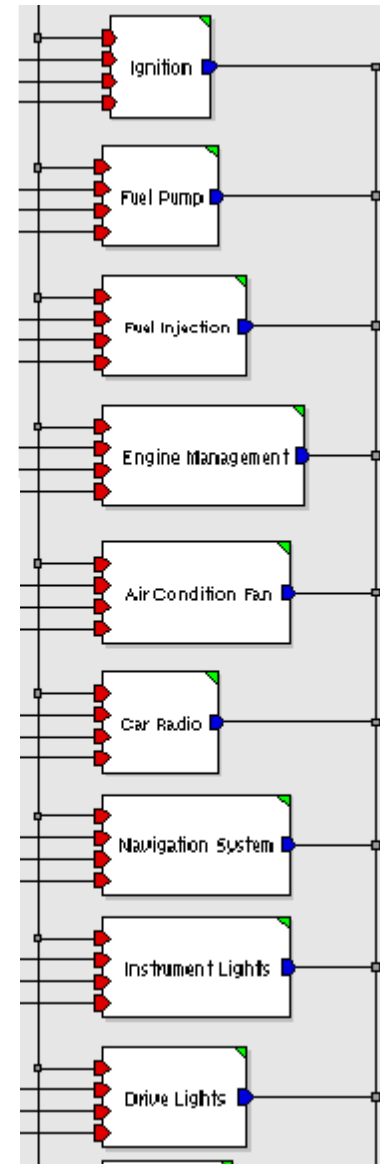 Ignition
Fuel Pump
Fuel Injection
Engine Management
Air Condition Fan
Car Radio
Navigation System
Instrument Lights
Drive Lights